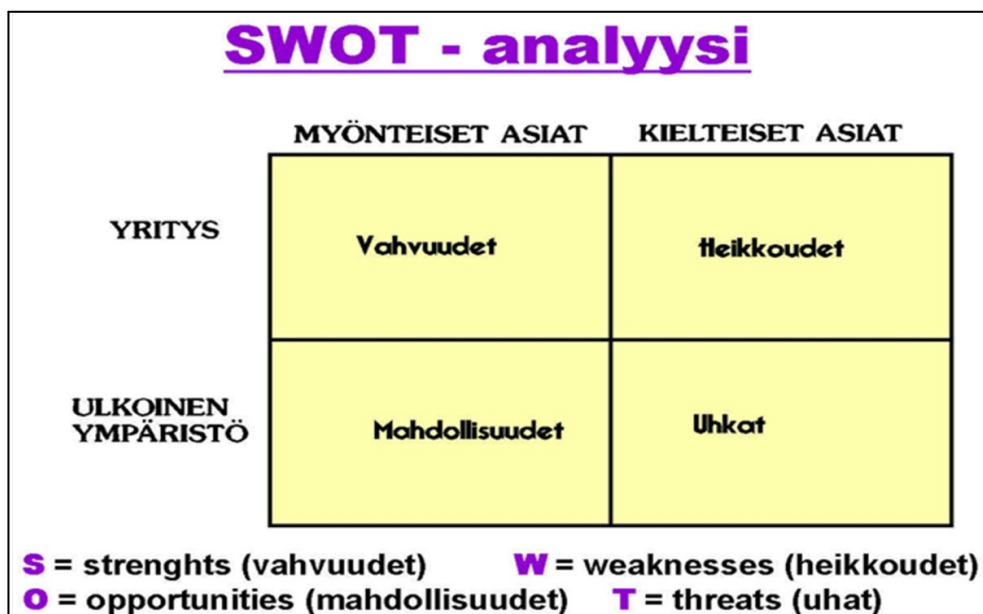 SWOT - analyysi
MYÖNTEISET ASIAT KIELTEISET ASIAT
YRITYS
Vahvuudet Heikkoudet
ULKOINEN
YMPÄRISTÖ
Mahdollisuudet Uhkat
S = strenghts (vahvuudet) W = weaknesses (heikkoudet)
O = opportunities (mahdollisuudet) T = threats (uhat)